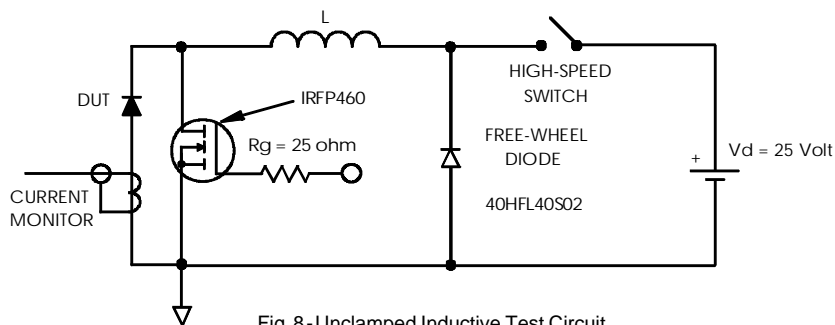 L
HIGH-SPEED
SWITCH
DUT
IRFP460
Rg = 25 ohm
FREE-WHEEL
DIODE
+
Vd = 25 Volt
40HFL40S02
CURRENT
MONITOR
Fig. 8 - Unclamped Inductive Test Circuit